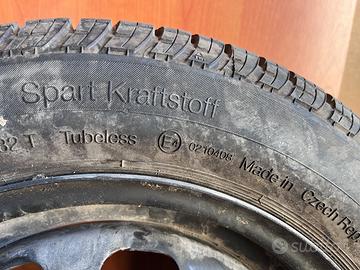 Spart Kraftstoff
82 T Tubeless E4 0210408 Made in Czech Rep
subito